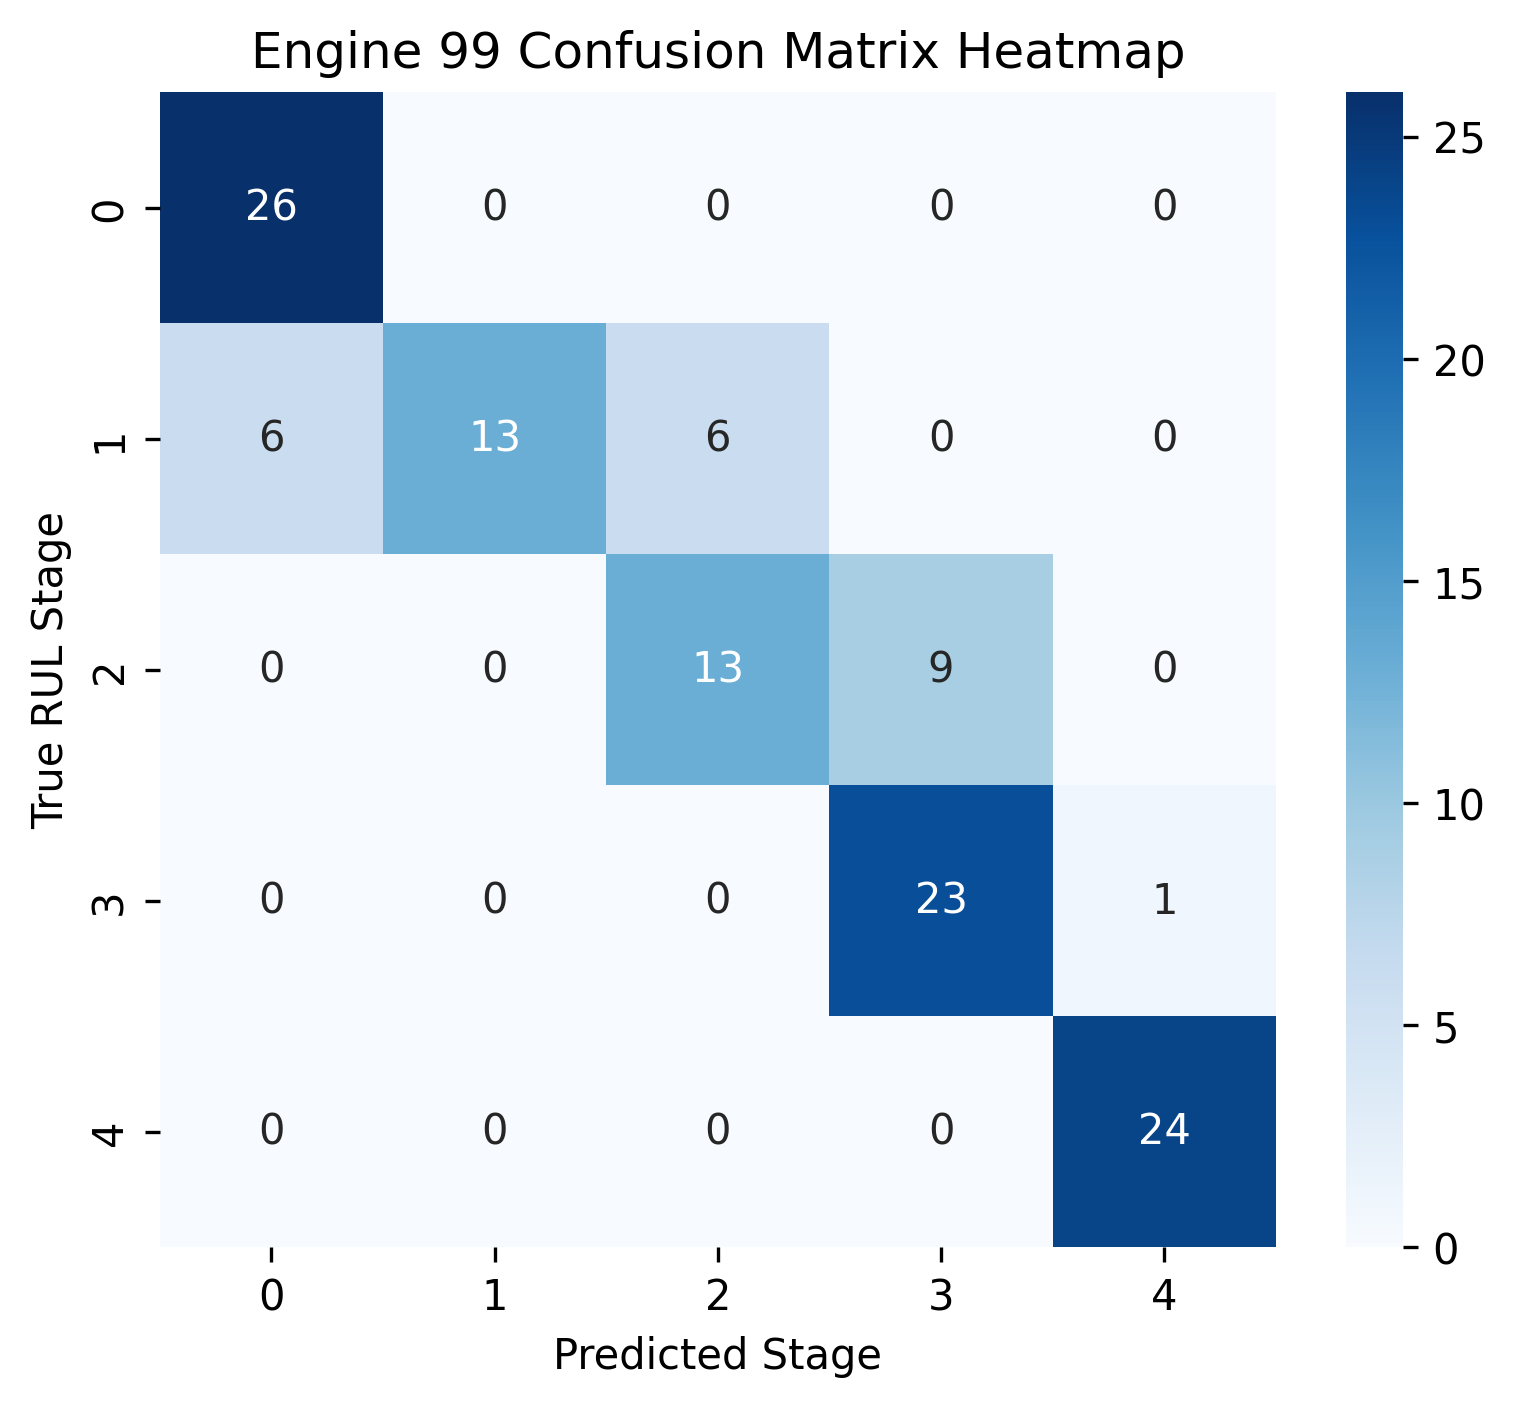 Engine 99 Confusion Matrix Heatmap
0 26 0 0 0 0
1 6 13 6 0 0
2 0 0 13 9 0
3 0 0 0 23 1
4 0 0 0 0 24
0 1 2 3 4
Predicted Stage
True RUL Stage
25
20
15
10
5
0